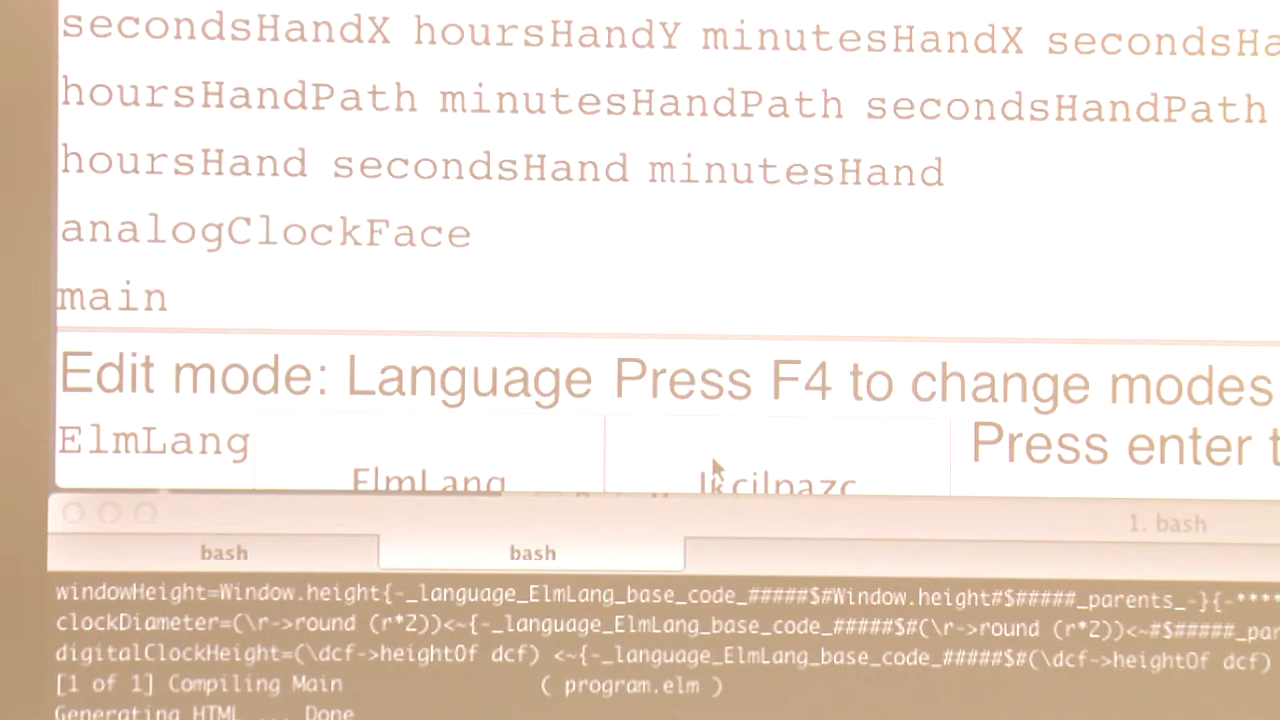 secondsHandX hoursHandY minutesHandX
hoursHandPath minutesHandPath secondsHandPath
hoursHand secondsHand minutesHand
analogClockFace
main
Edit mode: Language Press F4 to change modes
ElmLang ElmLang Press enter
1. bash
bash bash
windowHeight=Window.height{-_language_ElmLang_base_code_#####$#Window.height#$#####_parents_-}{-****
clockDiameter=(\r->round (r*2))<~{-_language_ElmLang_base_code_#####$#(\r->round (r*2))<~#$#####_par
digitalClockHeight=(\dcf->heightOf dcf) <~{-_language_ElmLang_base_code_#####$#(\dcf->heightOf dcf)
[1 of 1] Compiling Main ( program.elm )
Generating HTML ... Done